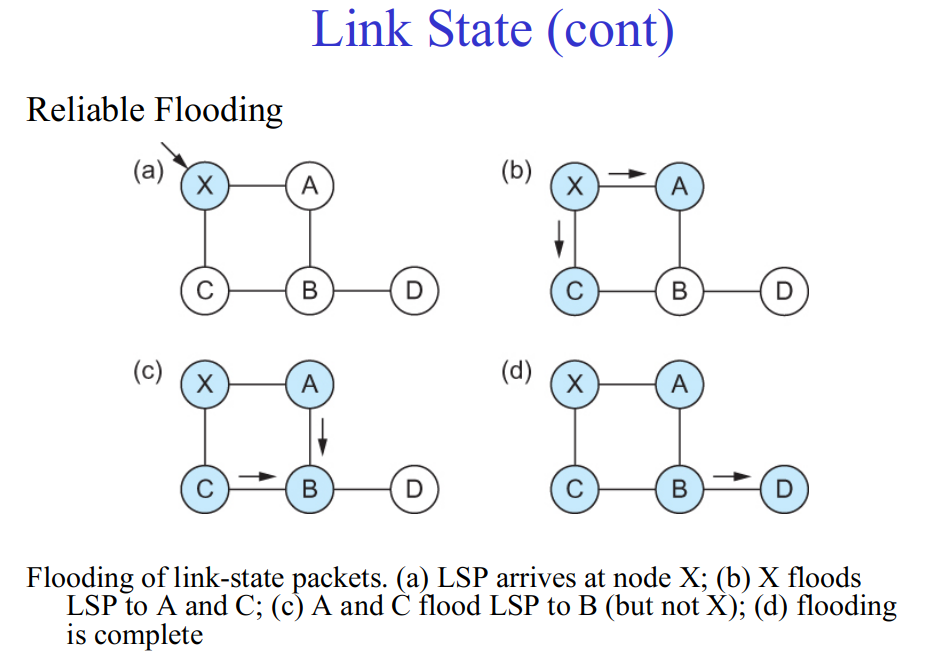 Link State (cont)
Reliable Flooding
(a)
X
A
C
B
D
(b)
X
A
C
B
D
(c)
X
A
C
B
D
(d)
X
A
C
B
D
Flooding of link-state packets. (a) LSP arrives at node X; (b) X floods
LSP to A and C; (c) A and C flood LSP to B (but not X); (d) flooding
is complete